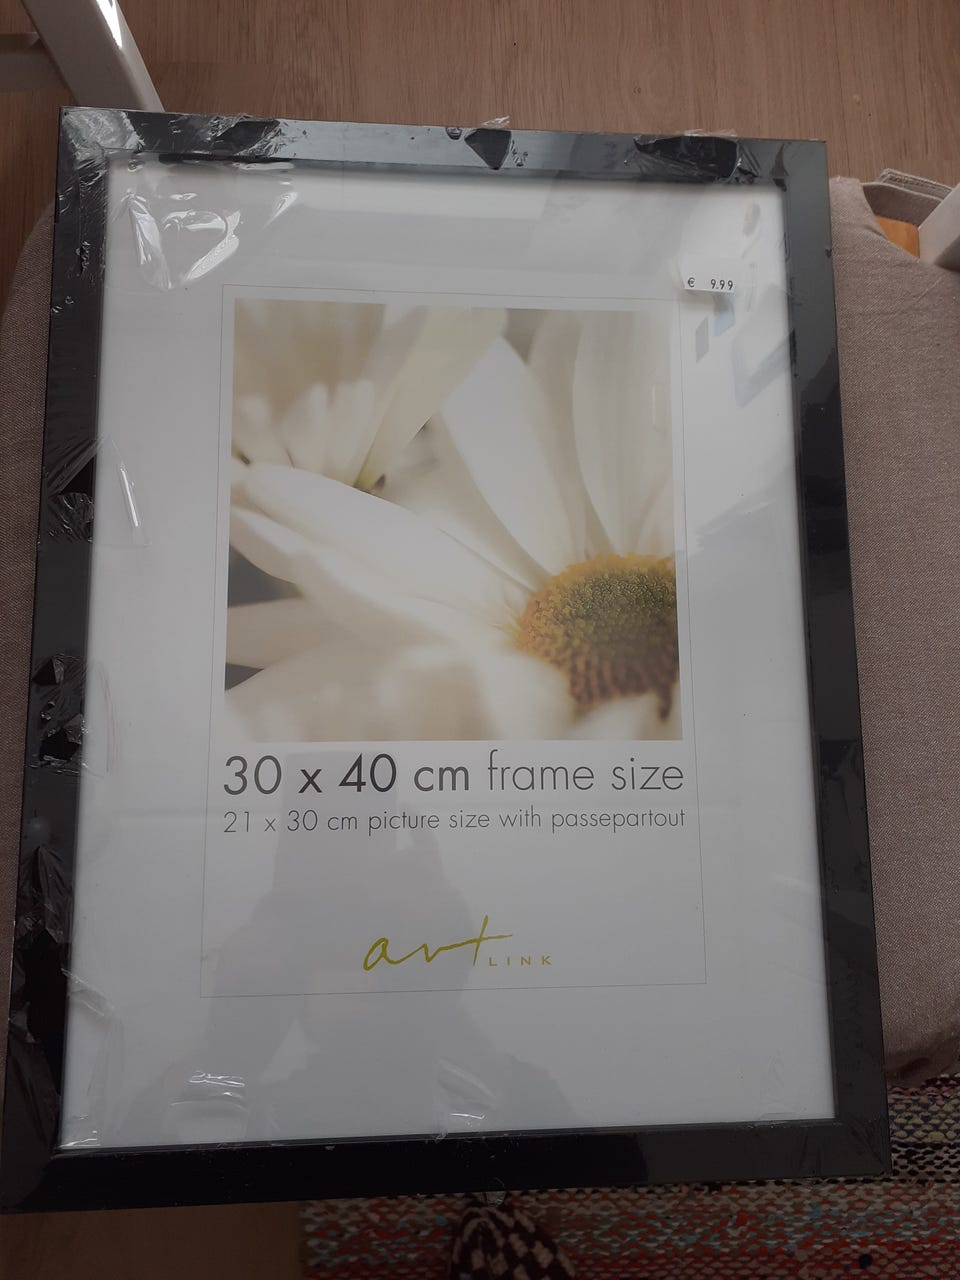 € 9.99
30 x 40 cm frame size
21 x 30 cm picture size with passepartout
art
LINK